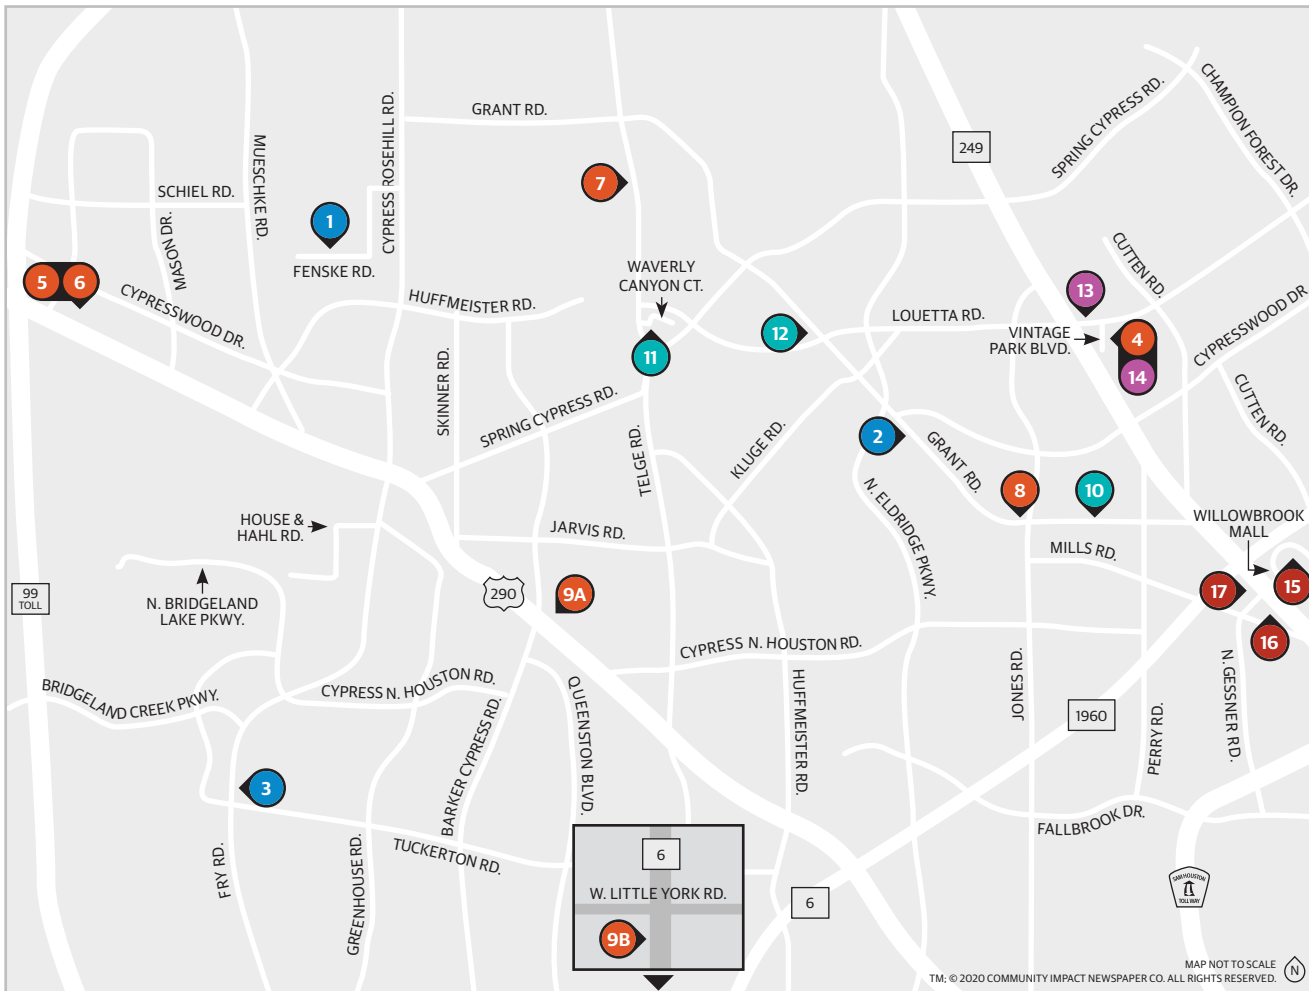 GRANT RD.
SPRING CYPRESS RD.
CHAMPION FOREST DR.
249
MUESCHKE RD.
CYPRESS ROSEHILL RD.
SCHIEL RD.
7
1
MASON DR.
FENSKE RD.
WAVERLY
CANYON CT.
CUTTEN RD.
5
6
CYPRESSWOOD DR.
HUFFMEISTER RD.
13
LOUETTA RD.
CYPRESSWOOD DR
12
VINTAGE
PARK BLVD.
4
14
11
SKINNER RD.
SPRING CYPRESS RD.
CUTTEN RD.
TELGE RD.
KLUGE RD.
2
GRANT RD.
8
10
N. ELDRIDGE PKWY.
HOUSE &
HAHL RD.
WILLOWBROOK
MALL
JARVIS RD.
MILLS RD.
99
TOLL
N. BRIDGELAND
LAKE PKWY.
290
9A
17
15
16
CYPRESS N. HOUSTON RD.
JONES RD.
N. GESSNER RD.
HUFFMEISTER RD.
BRIDGELAND CREEK PKWY.
CYPRESS N. HOUSTON RD.
QUEENSTON BLVD.
BARKER CYPRESS RD.
1960
PERRY RD.
3
FALLBROOK DR.
TUCKERTON RD.
FRY RD.
GREENHOUSE RD.
6
W. LITTLE YORK RD.
9B
6
SAM HOUSTON
TOLLWAY
MAP NOT TO SCALE
N
TM; © 2020 COMMUNITY IMPACT NEWSPAPER CO. ALL RIGHTS RESERVED.